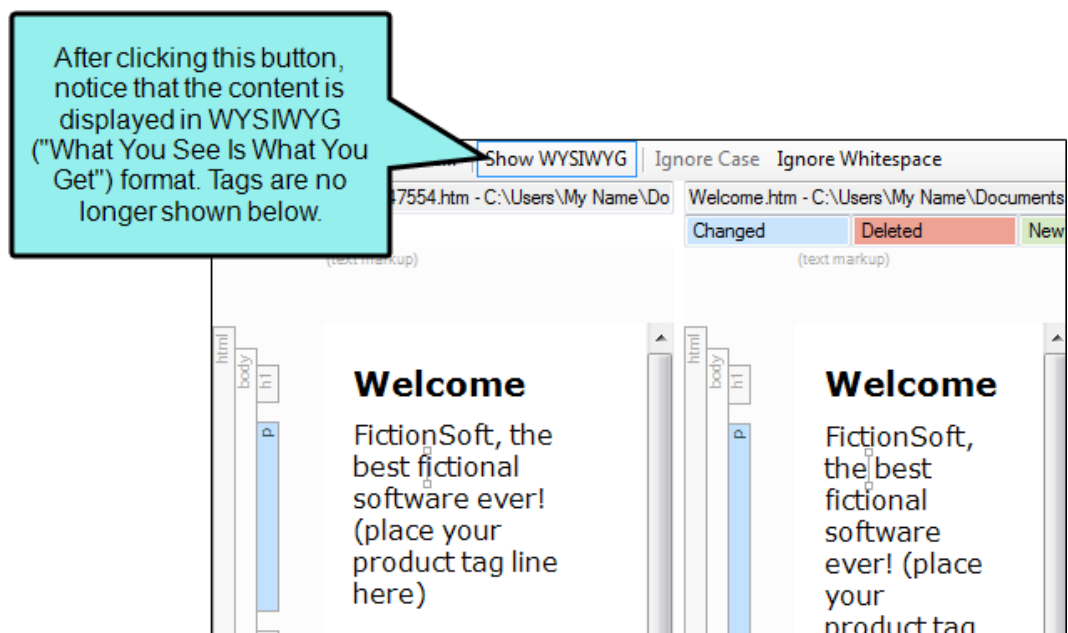 After clicking this button,
notice that the content is
displayed in WYSIWYG
("What You See Is What You
Get") format. Tags are no
longer shown below.
Show WYSIWYG Ignore Case Ignore Whitespace
47554.htm - C:\Users\My Name\Do
Welcome.htm - C:\Users\My Name\Documents
Changed Deleted New
(text markup)
(text markup)
html
body
h1
p
Welcome
FictionSoft, the
best fictional
software ever!
(place your
product tag line
here)
html
body
h1
p
Welcome
FictionSoft,
the best
fictional
software
ever! (place
your
product tag